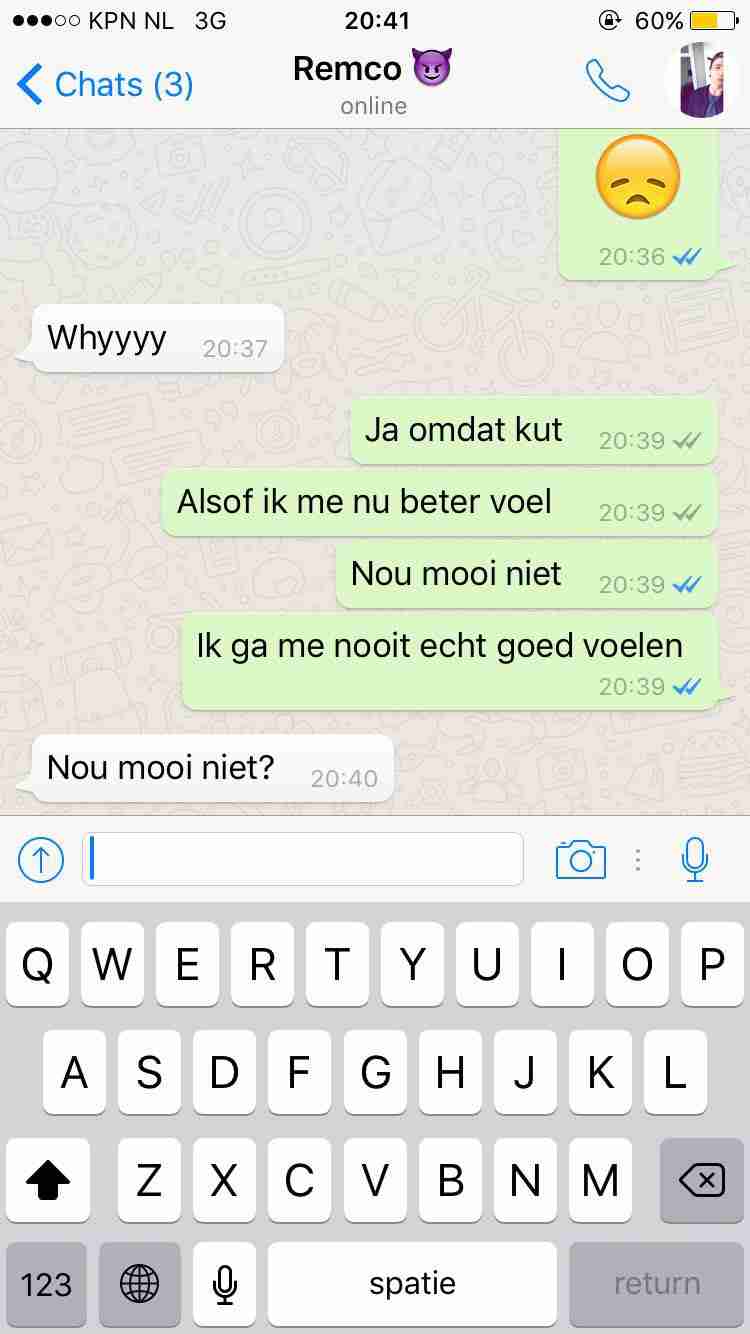 KPN NL 3G 20:41 60%
Chats (3) Remco
online
20:36
Whyyyy 20:37
Ja omdat kut 20:39
Alsof ik me nu beter voel 20:39
Nou mooi niet 20:39
Ik ga me nooit echt goed voelen
20:39
Nou mooi niet? 20:40
Q W E R T Y U I O P
A S D F G H J K L
Z X C V B N M
123 spatie return